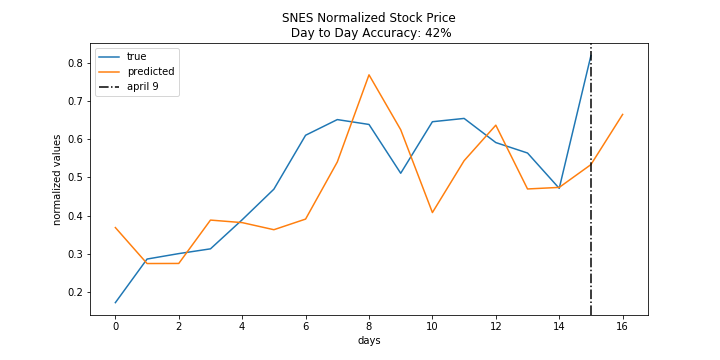 SNES Normalized Stock Price
Day to Day Accuracy: 42%
true
predicted
april 9
normalized values
0.8
0.7
0.6
0.5
0.4
0.3
0.2
0 2 4 6 8 10 12 14 16
days